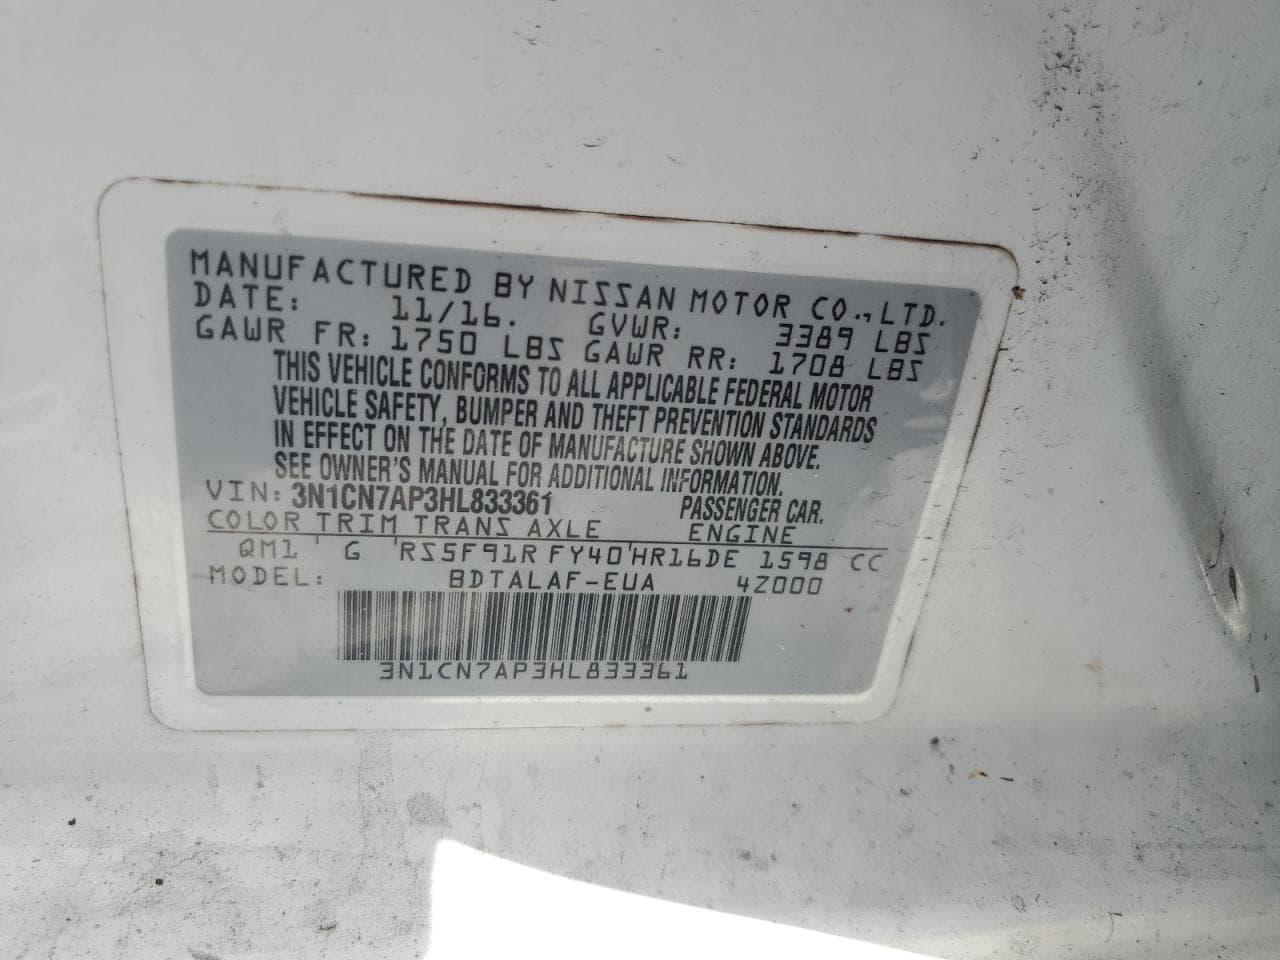 MANUFACTURED BY NISSAN MOTOR CO., LTD.
DATE: 11/16. GVWR: 3389 LBS
GAWR FR: 1750 LBS GAWR RR: 1708 LBS
THIS VEHICLE CONFORMS TO ALL APPLICABLE FEDERAL MOTOR
VEHICLE SAFETY, BUMPER AND THEFT PREVENTION STANDARDS
IN EFFECT ON THE DATE OF MANUFACTURE SHOWN ABOVE.
SEE OWNER'S MANUAL FOR ADDITIONAL INFORMATION.
VIN: 3N1CN7AP3HL833361 PASSENGER CAR.
COLOR TRIM TRANS AXLE ENGINE
QM1 G RS5F91R FY40 HR16DE 1598 CC
MODEL: BDTALAF-EUA 4Z000
3N1CN7AP3HL833361